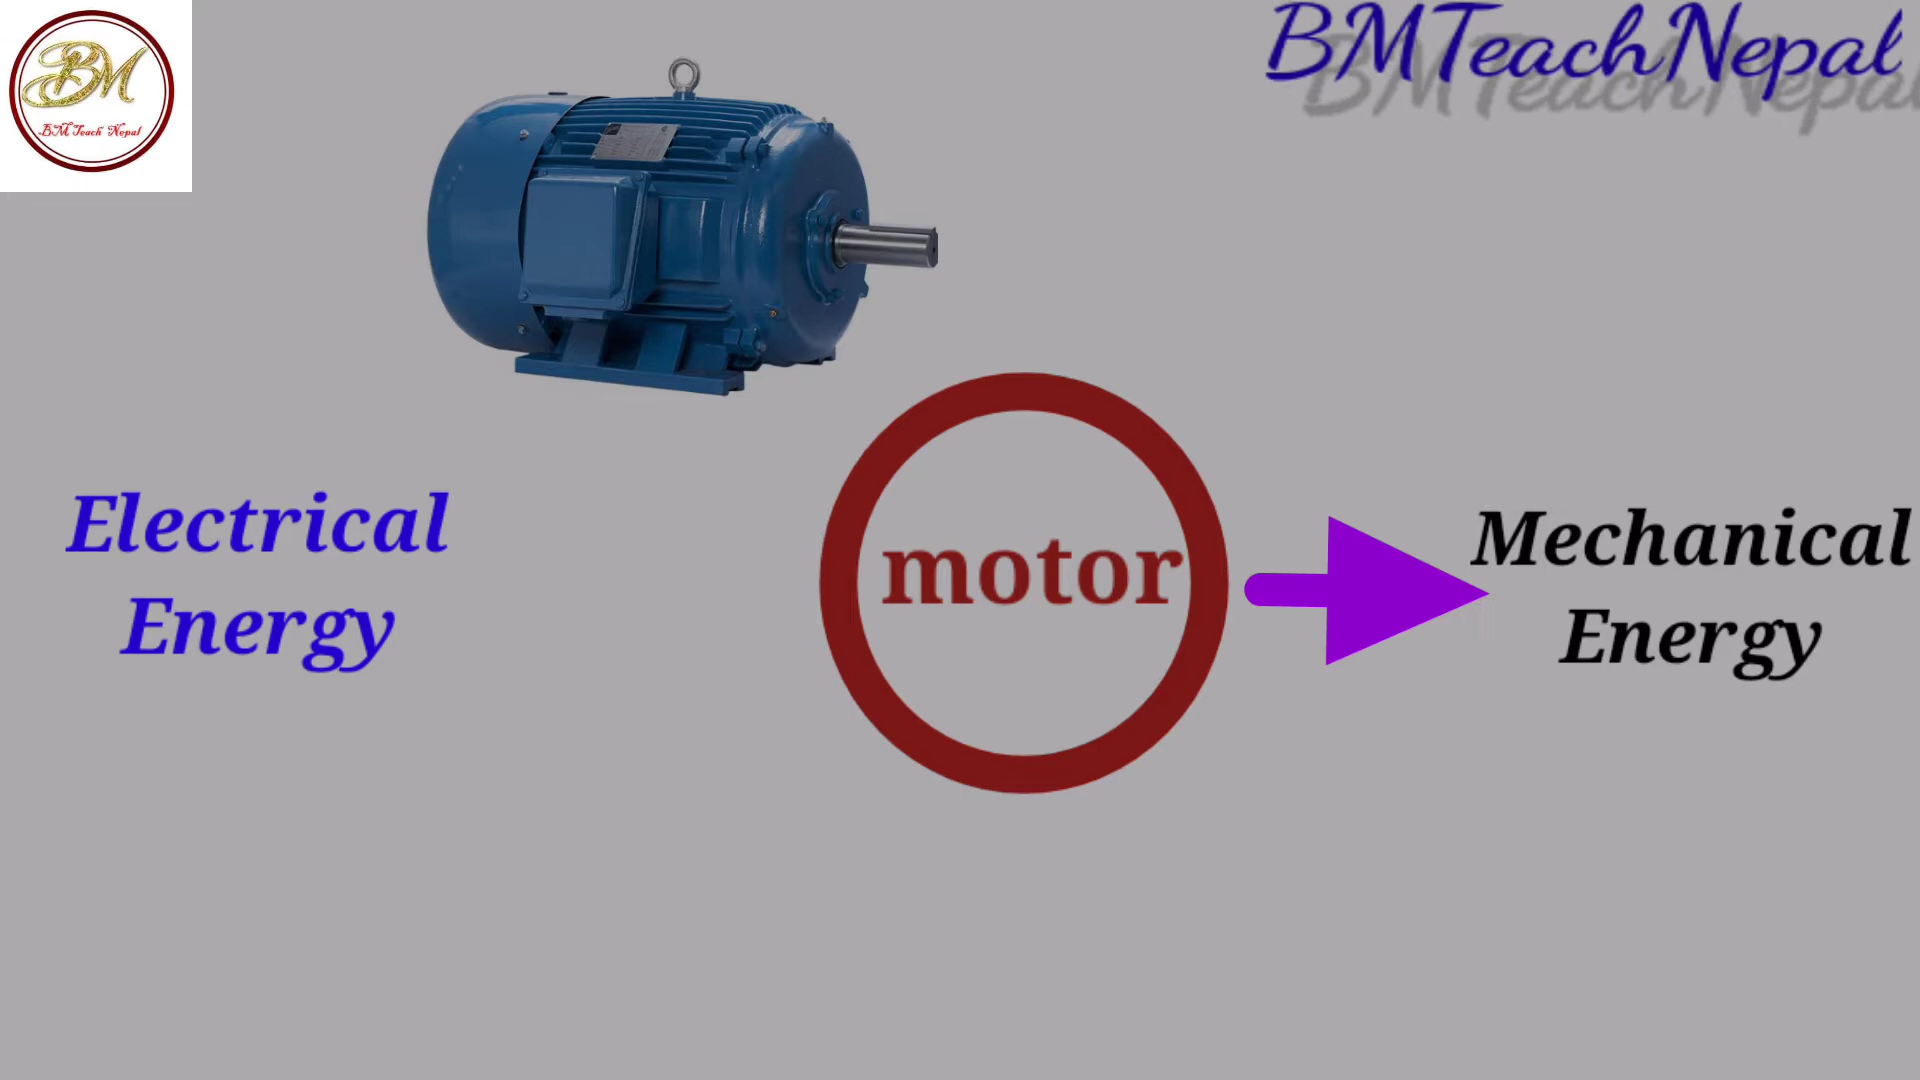 BM
BM Teach Nepal
BMTeachNepal
Electrical
Energy
motor
Mechanical
Energy